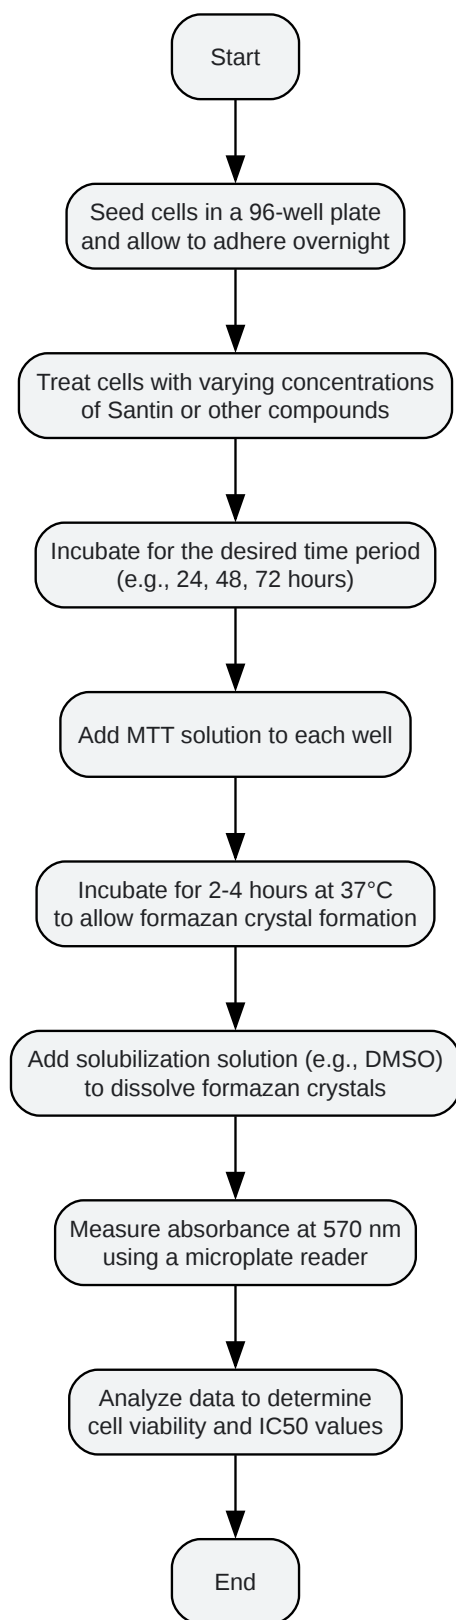 Start
Seed cells in a 96-well plate
and allow to adhere overnight
Treat cells with varying concentrations
of Santin or other compounds
Incubate for the desired time period
(e.g., 24, 48, 72 hours)
Add MTT solution to each well
Incubate for 2-4 hours at 37°C
to allow formazan crystal formation
Add solubilization solution (e.g., DMSO)
to dissolve formazan crystals
Measure absorbance at 570 nm
using a microplate reader
Analyze data to determine
cell viability and IC50 values
End